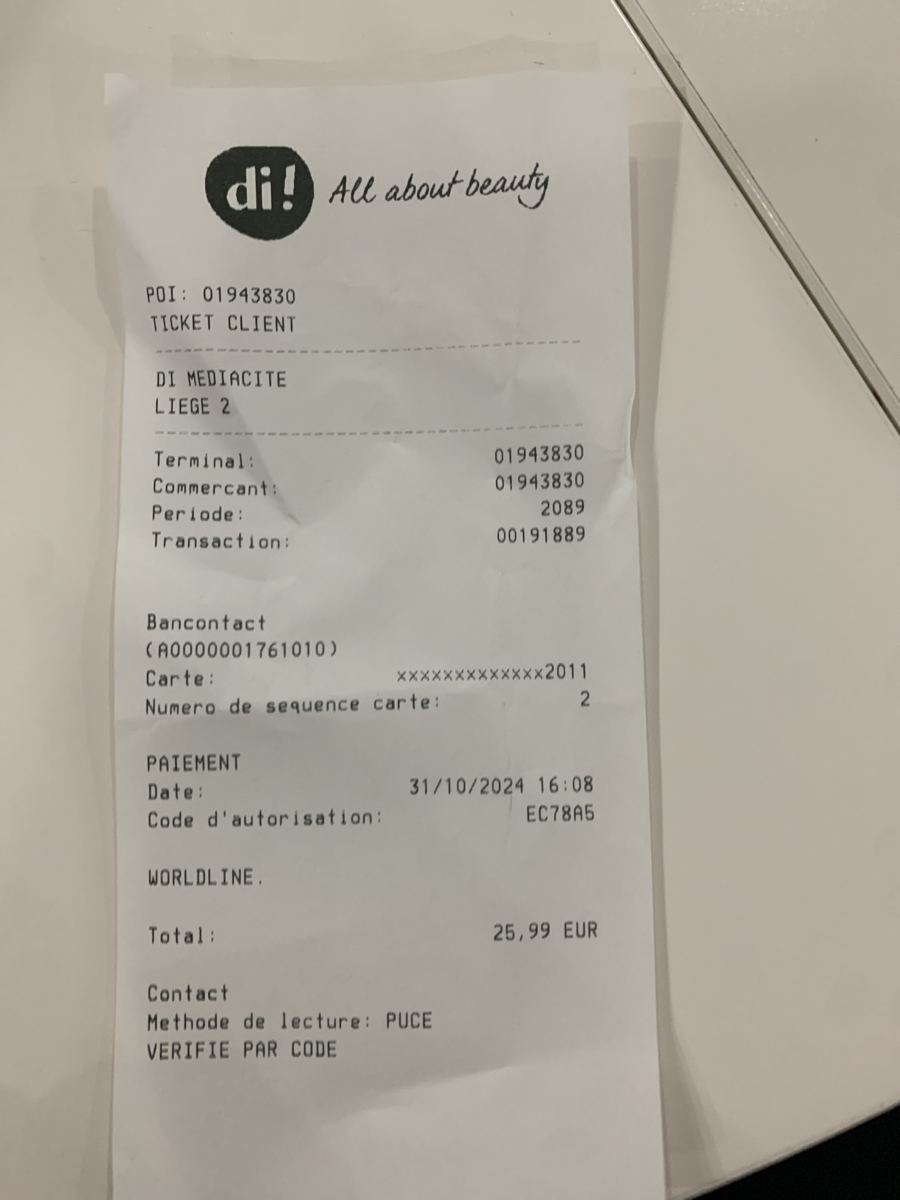 di! All about beauty
POI: 01943830
TICKET CLIENT
DI MEDIACITE
LIEGE 2
Terminal: 01943830
Commercant: 01943830
Periode: 2089
Transaction: 00191889
Bancontact
(A0000001761010)
Carte: xxxxxxxxxxxxx2011
Numero de sequence carte: 2
PAIEMENT
Date: 31/10/2024 16:08
Code d'autorisation: EC78A5
WORLDLINE.
Total: 25,99 EUR
Contact
Methode de lecture: PUCE
VERIFIE PAR CODE